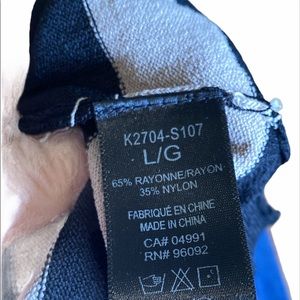 K2704-S107
L/G
65% RAYONNE/RAYON
35% NYLON
FABRIQUÉ EN CHINE
MADE IN CHINA
CA# 04991
RN# 96092